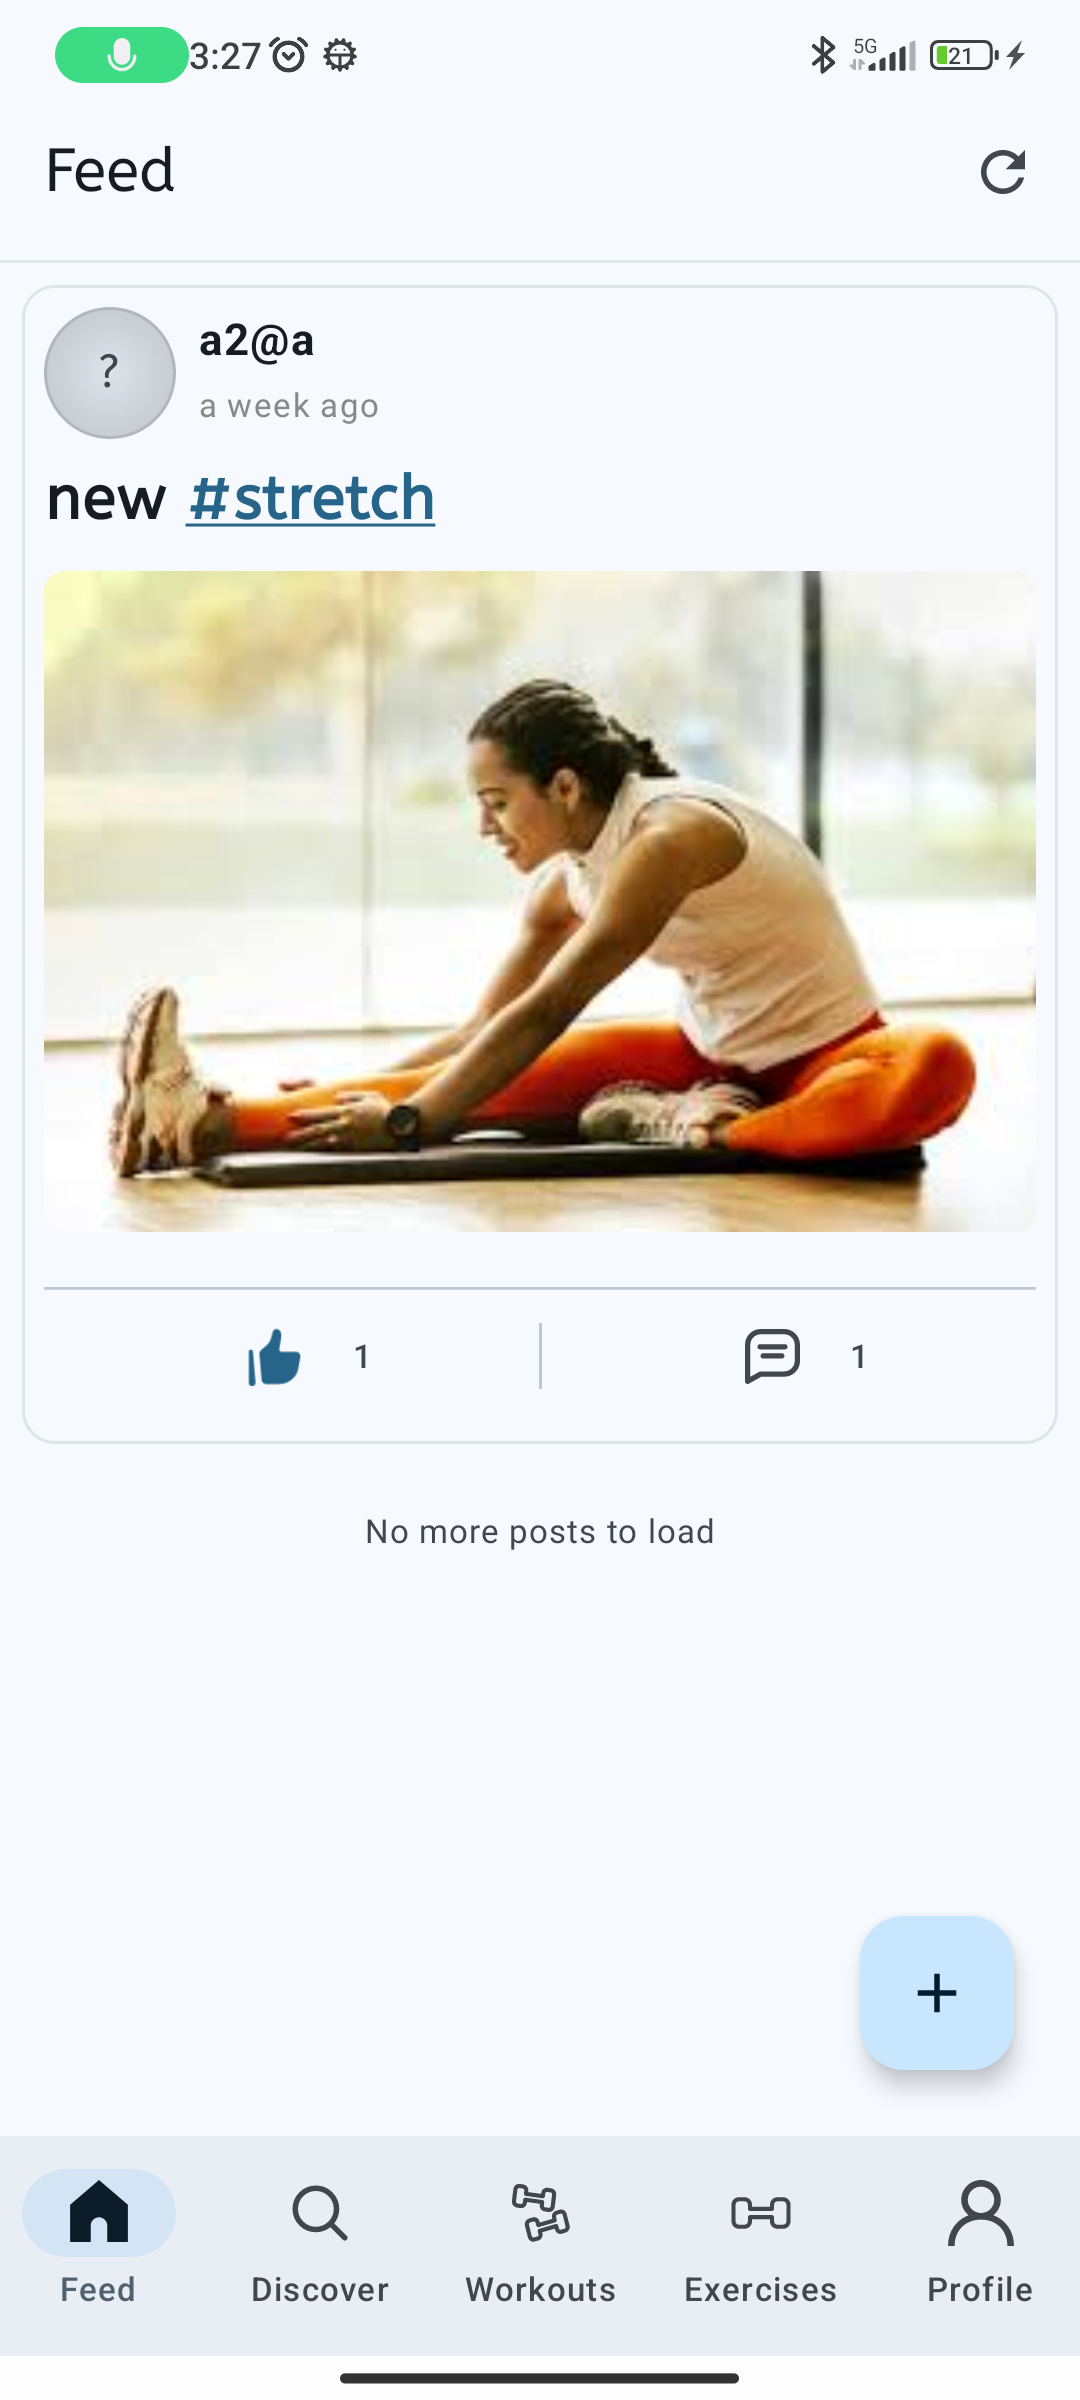 3:27 5G 21
Feed
?
a2@a
a week ago
new #stretch
1 1
No more posts to load
+
Feed Discover Workouts Exercises Profile